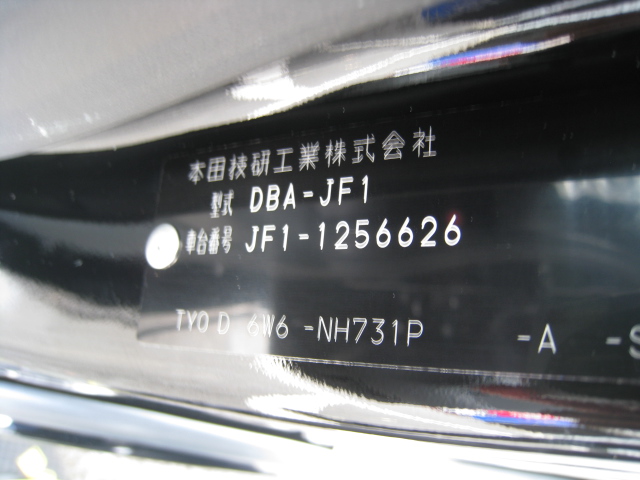 本田技研工業株式会社
型式 DBA-JF1
車台番号 JF1-1256626
TYO D 6W6 -NH731P -A -S